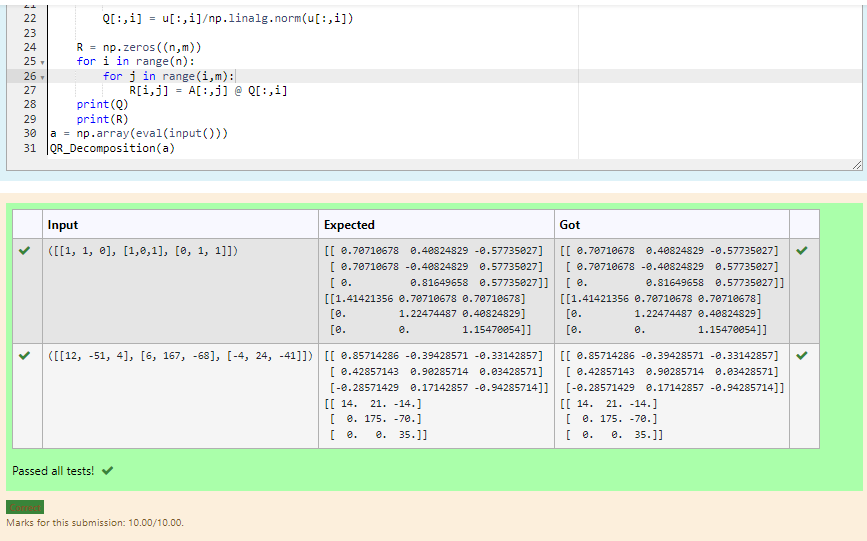 21
22 Q[:,i] = u[:,i]/np.linalg.norm(u[:,i])
23
24 R = np.zeros((n,m))
25 for i in range(n):
26 for j in range(i,m):
27 R[i,j] = A[:,j] @ Q[:,i]
28 print(Q)
29 print(R)
30 a = np.array(eval(input()))
31 QR_Decomposition(a)
Input Expected Got
([[1, 1, 0], [1,0,1], [0, 1, 1]]) [[ 0.70710678 0.40824829 -0.57735027] [[ 0.70710678 0.40824829 -0.57735027]
[ 0.70710678 -0.40824829 0.57735027] [ 0.70710678 -0.40824829 0.57735027]
[ 0. 0.81649658 0.57735027]] [ 0. 0.81649658 0.57735027]]
[[1.41421356 0.70710678 0.70710678] [[1.41421356 0.70710678 0.70710678]
[0. 1.22474487 0.40824829] [0. 1.22474487 0.40824829]
[0. 0. 1.15470054]] [0. 0. 1.15470054]]
([[12, -51, 4], [6, 167, -68], [-4, 24, -41]]) [[ 0.85714286 -0.39428571 -0.33142857] [[ 0.85714286 -0.39428571 -0.33142857]
[ 0.42857143 0.90285714 0.03428571] [ 0.42857143 0.90285714 0.03428571]
[-0.28571429 0.17142857 -0.94285714]] [-0.28571429 0.17142857 -0.94285714]]
[[ 14. 21. -14.] [[ 14. 21. -14.]
[ 0. 175. -70.] [ 0. 175. -70.]
[ 0. 0. 35.]] [ 0. 0. 35.]]
Passed all tests!
Correct
Marks for this submission: 10.00/10.00.